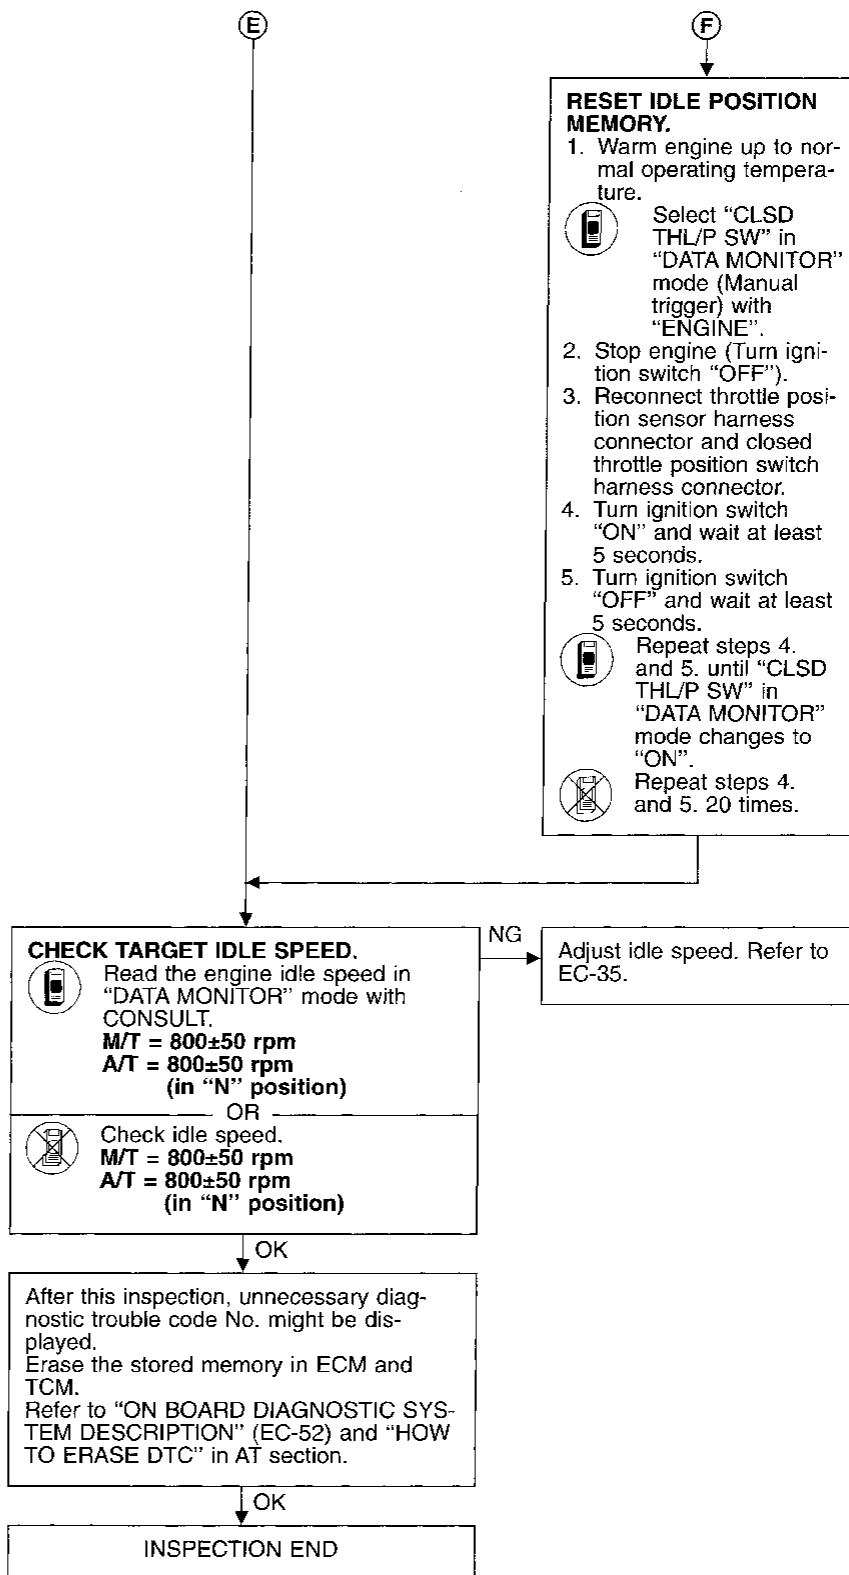 E
F
RESET IDLE POSITION
MEMORY.
1. Warm engine up to nor-
mal operating tempera-
ture.
Select “CLSD
THL/P SW” in
“DATA MONITOR”
mode (Manual
trigger) with
“ENGINE”.
2. Stop engine (Turn igni-
tion switch “OFF”).
3. Reconnect throttle posi-
tion sensor harness
connector and closed
throttle position switch
harness connector.
4. Turn ignition switch
“ON” and wait at least
5 seconds.
5. Turn ignition switch
“OFF” and wait at least
5 seconds.
Repeat steps 4.
and 5. until “CLSD
THL/P SW” in
“DATA MONITOR”
mode changes to
“ON”.
Repeat steps 4.
and 5. 20 times.
CHECK TARGET IDLE SPEED.
Read the engine idle speed in
“DATA MONITOR” mode with
CONSULT.
M/T = 800±50 rpm
A/T = 800±50 rpm
(in “N” position)
OR
Check idle speed.
M/T = 800±50 rpm
A/T = 800±50 rpm
(in “N” position)
NG
Adjust idle speed. Refer to
EC-35.
OK
After this inspection, unnecessary diag-
nostic trouble code No. might be dis-
played.
Erase the stored memory in ECM and
TCM.
Refer to “ON BOARD DIAGNOSTIC SYS-
TEM DESCRIPTION” (EC-52) and “HOW
TO ERASE DTC” in AT section.
OK
INSPECTION END